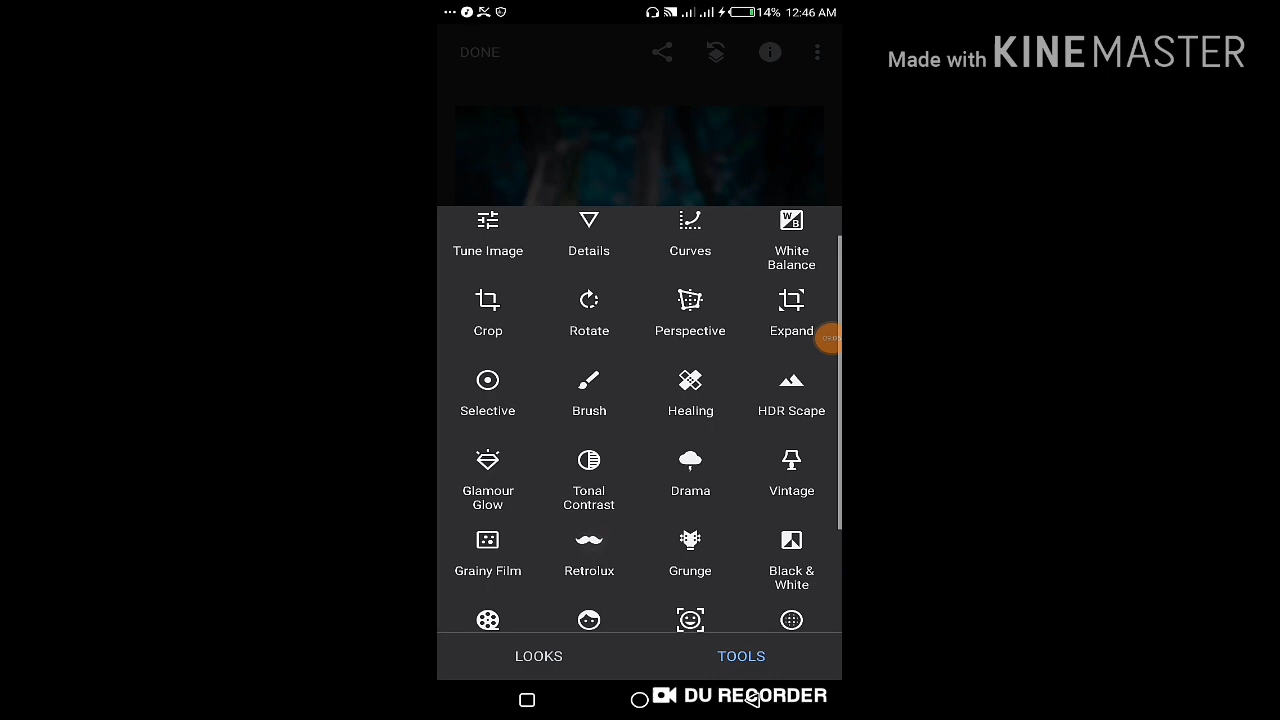 14% 12:46 AM
Made with KINEMASTER
DONE
Tune Image Details Curves White Balance
Crop Rotate Perspective Expand
09:05
Selective Brush Healing HDR Scape
Glamour Glow Tonal Contrast Drama Vintage
Grainy Film Retrolux Grunge Black & White
LOOKS TOOLS
DU RECORDER